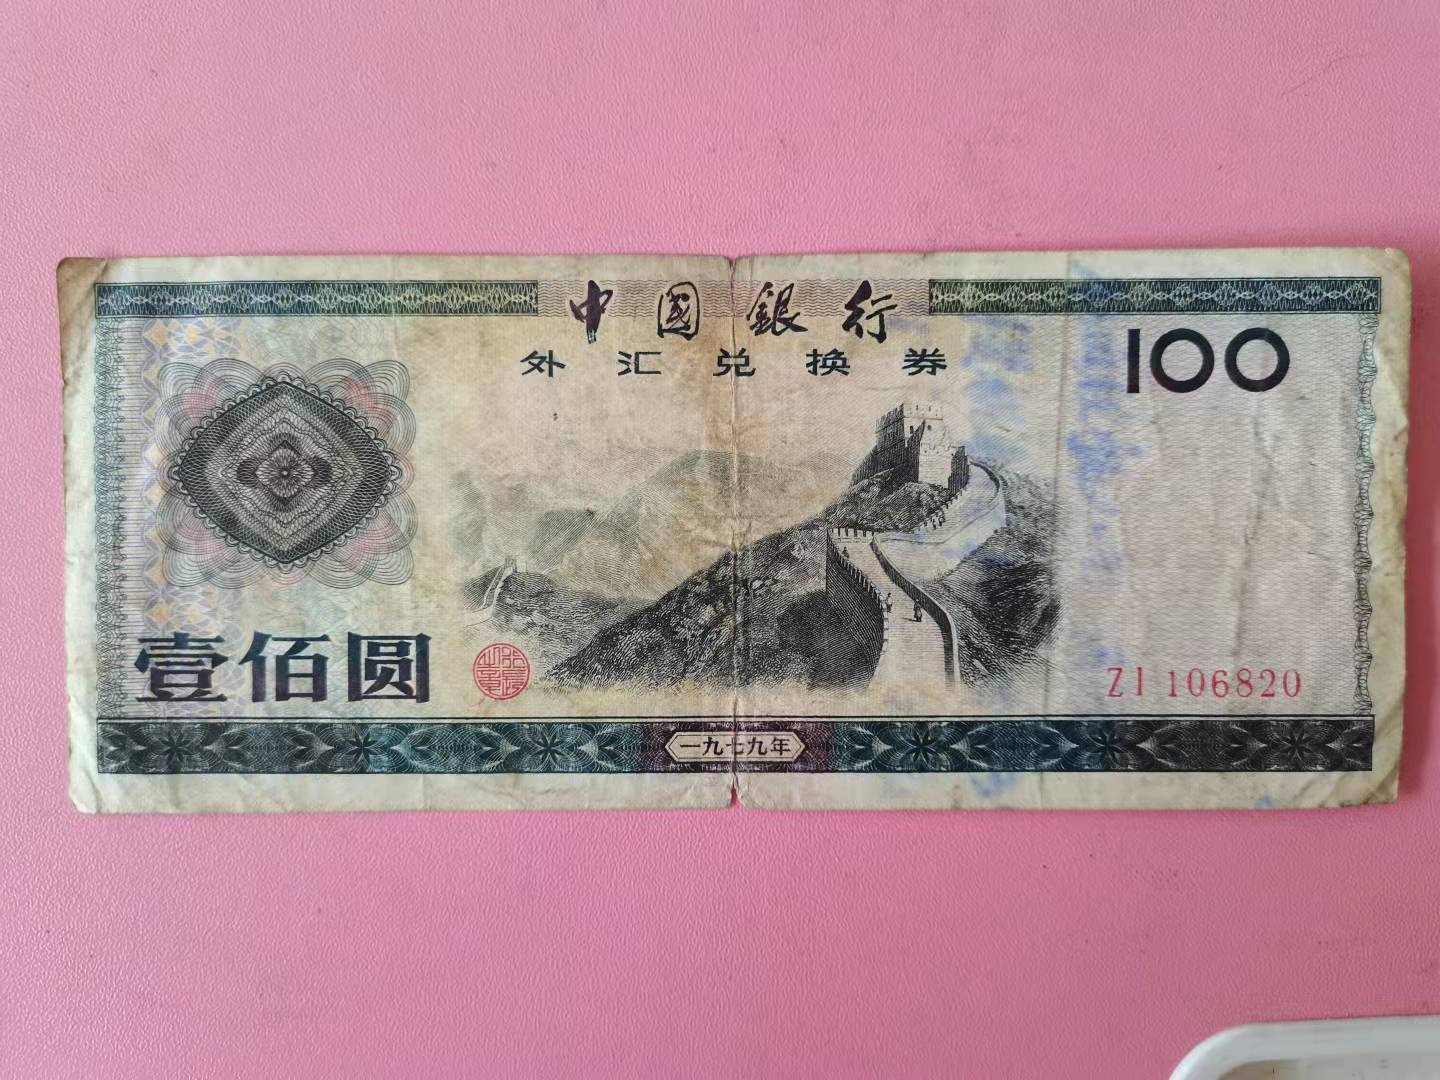 中國銀行
外汇兑换券
100
壹佰圆
ZI 106820
一九七九年